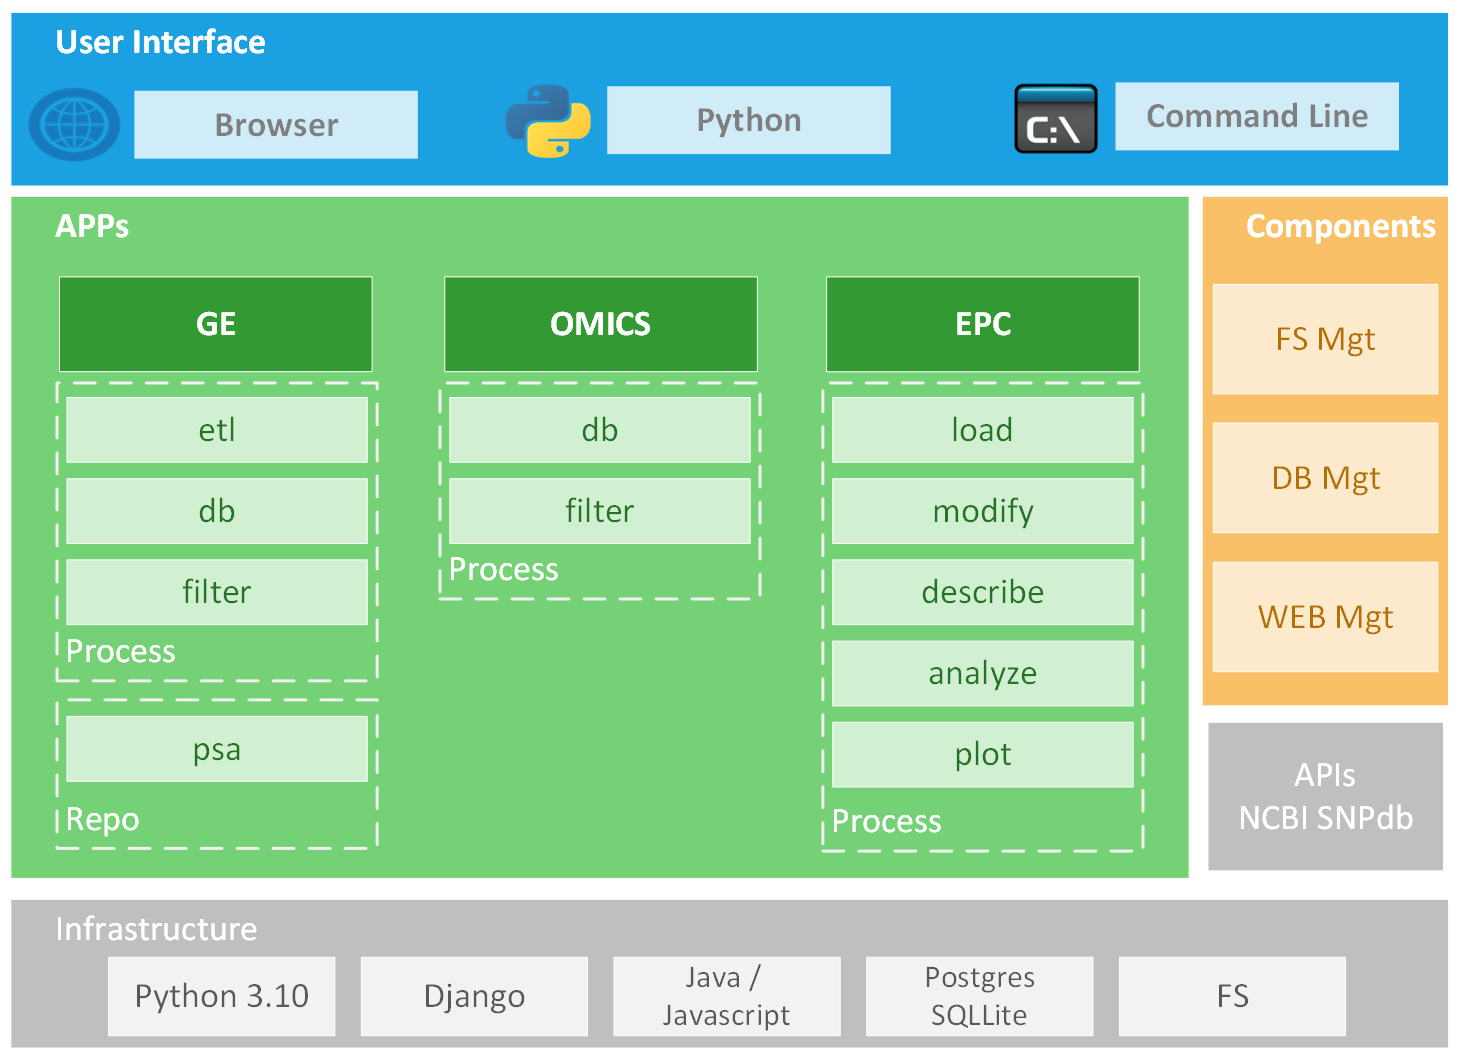 User Interface
Browser
Python
C:\
Command Line
APPs
GE
etl
db
filter
Process
psa
Repo
OMICS
db
filter
Process
EPC
load
modify
describe
analyze
plot
Process
Components
FS Mgt
DB Mgt
WEB Mgt
APIs
NCBI SNPdb
Infrastructure
Python 3.10
Django
Java /
Javascript
Postgres
SQLLite
FS